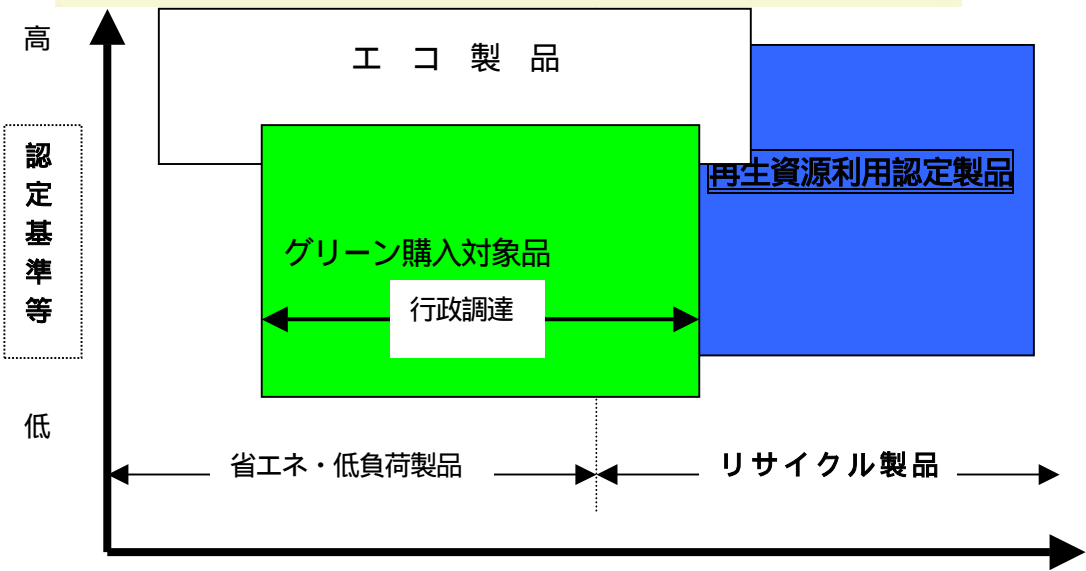 高
エコ製品
再生資源利用認定製品
認定基準等
グリーン購入対象品
行政調達
低
省エネ・低負荷製品
リサイクル製品